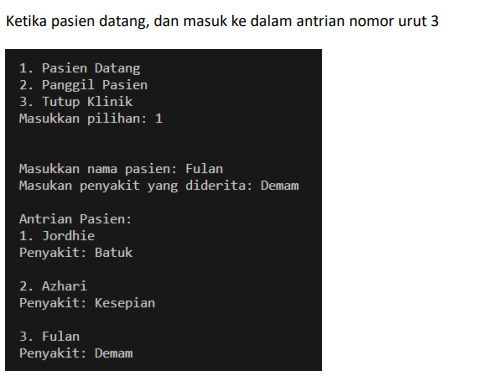 Ketika pasien datang, dan masuk ke dalam antrian nomor urut 3
1. Pasien Datang
2. Panggil Pasien
3. Tutup Klinik
Masukkan pilihan: 1
Masukkan nama pasien: Fulan
Masukan penyakit yang diderita: Demam
Antrian Pasien:
1. Jordhie
Penyakit: Batuk
2. Azhari
Penyakit: Kesepian
3. Fulan
Penyakit: Demam